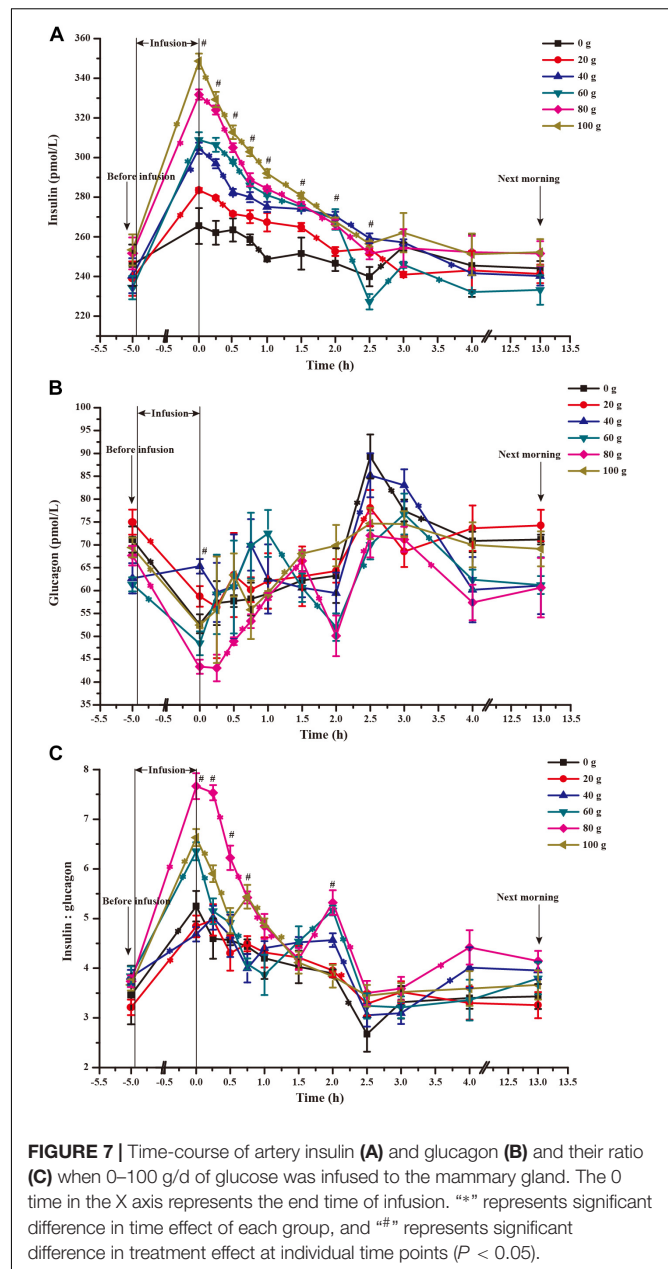 A
Infusion
#
#
#
#
#
#
#
#
0 g
20 g
40 g
60 g
80 g
100 g
Before infusion
Next morning
Insulin (pmol/L)
360
340
320
300
280
260
240
220
-5.5 -5.0 -4.5 -0.5 0.0 0.5 1.0 1.5 2.0 2.5 3.0 3.5 4.0 12.5 13.0 13.5
Time (h)
B
Infusion
#
0 g
20 g
40 g
60 g
80 g
100 g
Before infusion
Next morning
Glucagon (pmol/L)
100
95
90
85
80
75
70
65
60
55
50
45
40
35
-5.5 -5.0 -4.5 -0.5 0.0 0.5 1.0 1.5 2.0 2.5 3.0 3.5 4.0 12.5 13.0 13.5
Time (h)
C
Infusion
#
#
#
#
#
0 g
20 g
40 g
60 g
80 g
100 g
Before infusion
Next morning
Insulin : glucagon
8
7
6
5
4
3
2
-5.5 -5.0 -4.5 -0.5 0.0 0.5 1.0 1.5 2.0 2.5 3.0 3.5 4.0 12.5 13.0 13.5
Time (h)
FIGURE 7 | Time-course of artery insulin (A) and glucagon (B) and their ratio
(C) when 0–100 g/d of glucose was infused to the mammary gland. The 0
time in the X axis represents the end time of infusion. “*” represents significant
difference in time effect of each group, and “#” represents significant
difference in treatment effect at individual time points (P < 0.05).